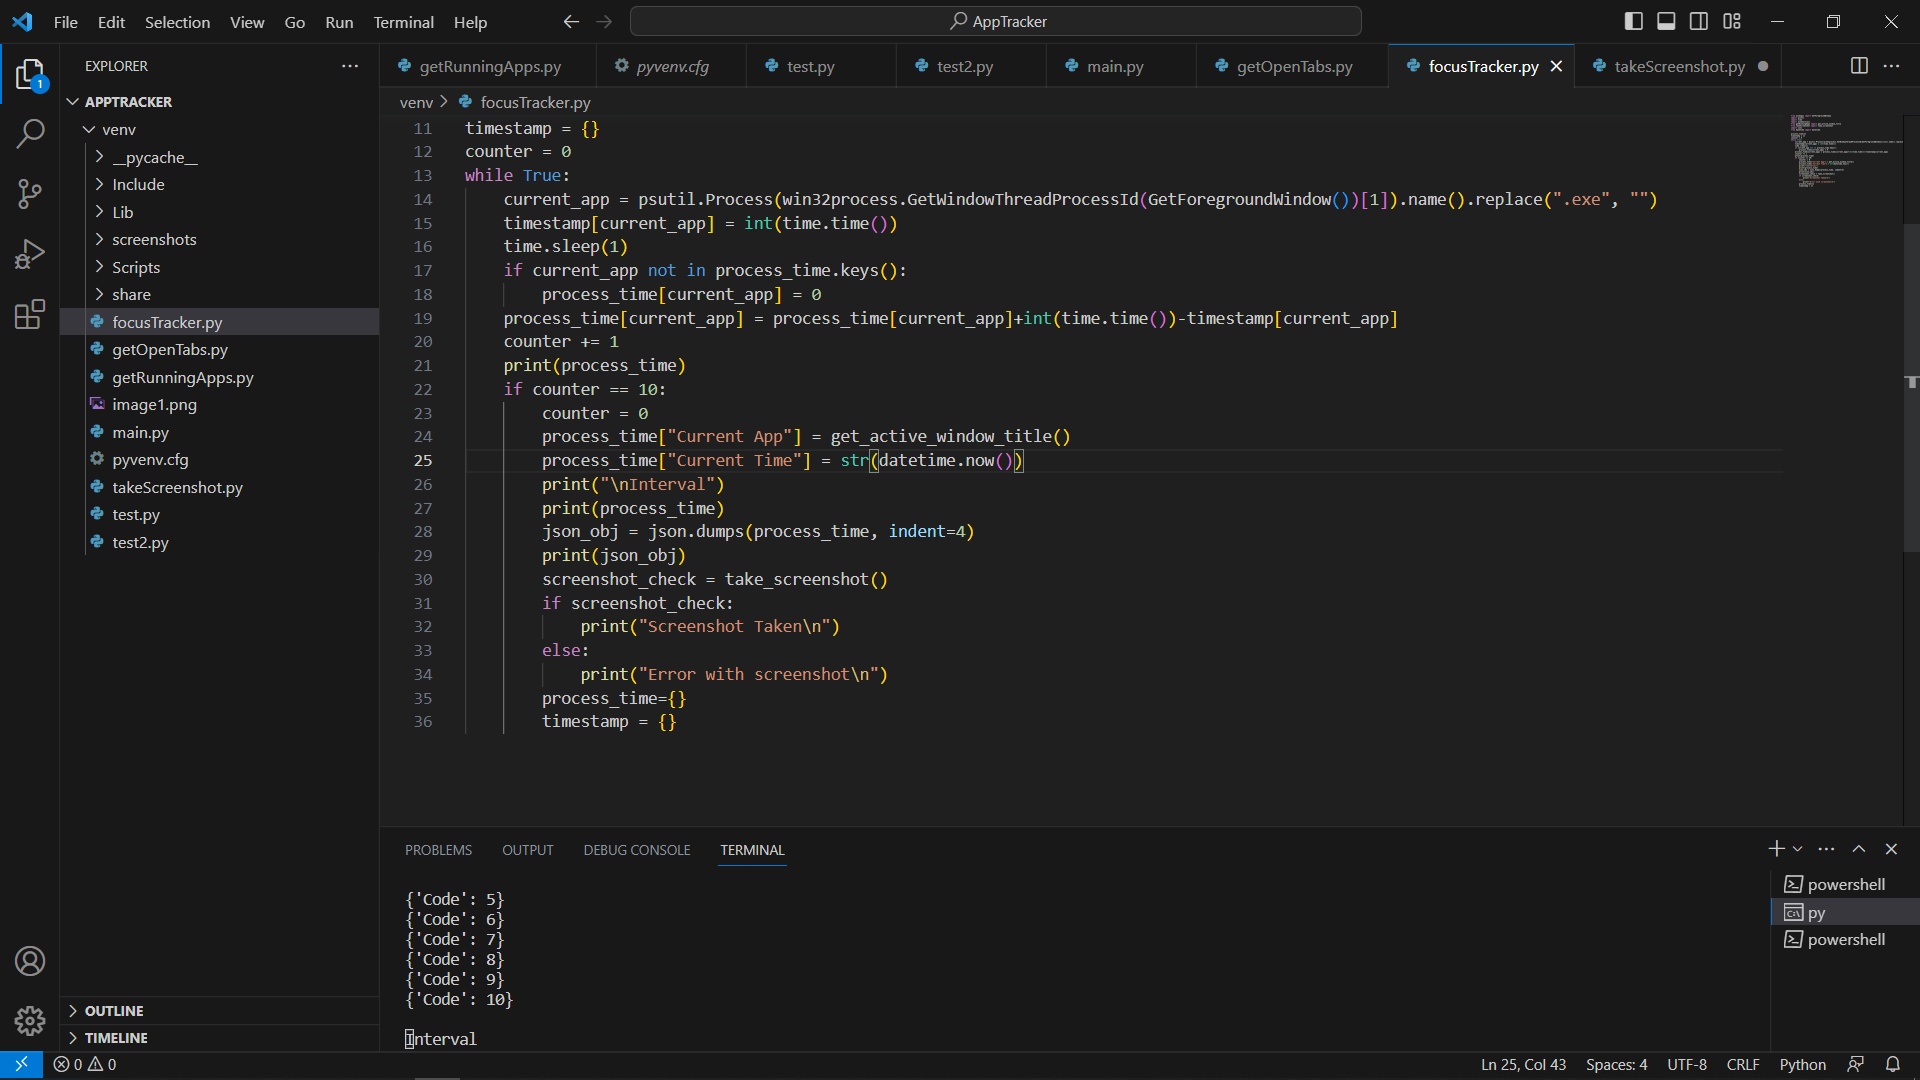 File Edit Selection View Go Run Terminal Help
AppTracker
EXPLORER
APPTRACKER
venv
__pycache__
Include
Lib
screenshots
Scripts
share
focusTracker.py
getOpenTabs.py
getRunningApps.py
image1.png
main.py
pyvenv.cfg
takeScreenshot.py
test.py
test2.py
OUTLINE
TIMELINE
getRunningApps.py pyvenv.cfg test.py test2.py main.py getOpenTabs.py focusTracker.py takeScreenshot.py
venv > focusTracker.py
11 timestamp = {}
12 counter = 0
13 while True:
14 current_app = psutil.Process(win32process.GetWindowThreadProcessId(GetForegroundWindow())[1]).name().replace(".exe", "")
15 timestamp[current_app] = int(time.time())
16 time.sleep(1)
17 if current_app not in process_time.keys():
18 process_time[current_app] = 0
19 process_time[current_app] = process_time[current_app]+int(time.time())-timestamp[current_app]
20 counter += 1
21 print(process_time)
22 if counter == 10:
23 counter = 0
24 process_time["Current App"] = get_active_window_title()
25 process_time["Current Time"] = str(datetime.now())
26 print("\nInterval")
27 print(process_time)
28 json_obj = json.dumps(process_time, indent=4)
29 print(json_obj)
30 screenshot_check = take_screenshot()
31 if screenshot_check:
32 print("Screenshot Taken\n")
33 else:
34 print("Error with screenshot\n")
35 process_time={}
36 timestamp = {}
PROBLEMS OUTPUT DEBUG CONSOLE TERMINAL
{'Code': 5}
{'Code': 6}
{'Code': 7}
{'Code': 8}
{'Code': 9}
{'Code': 10}
Interval
powershell
py
powershell
1
0 0
Ln 25, Col 43 Spaces: 4 UTF-8 CRLF Python